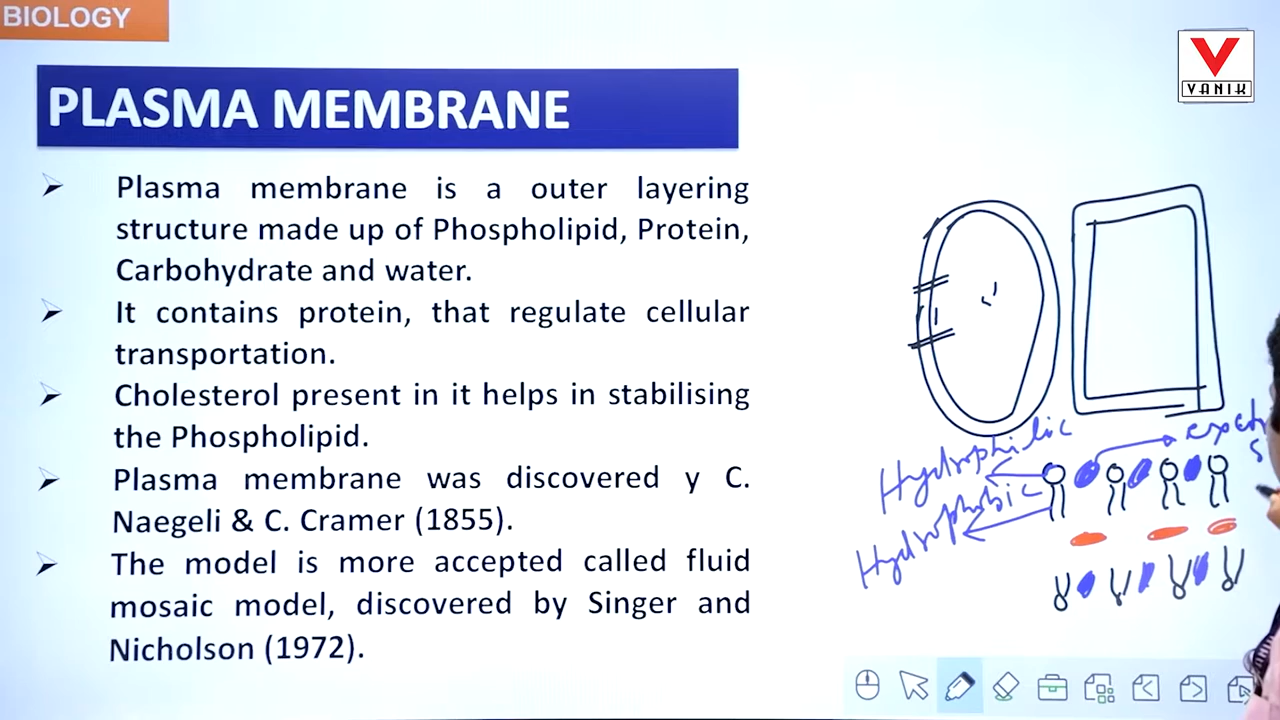 BIOLOGY
VANIK
PLASMA MEMBRANE
➢ Plasma membrane is a outer layering
structure made up of Phospholipid, Protein,
Carbohydrate and water.
➢ It contains protein, that regulate cellular
transportation.
➢ Cholesterol present in it helps in stabilising
the Phospholipid.
➢ Plasma membrane was discovered y C.
Naegeli & C. Cramer (1855).
➢ The model is more accepted called fluid
mosaic model, discovered by Singer and
Nicholson (1972).
Hydrophilic
Hydrophobic